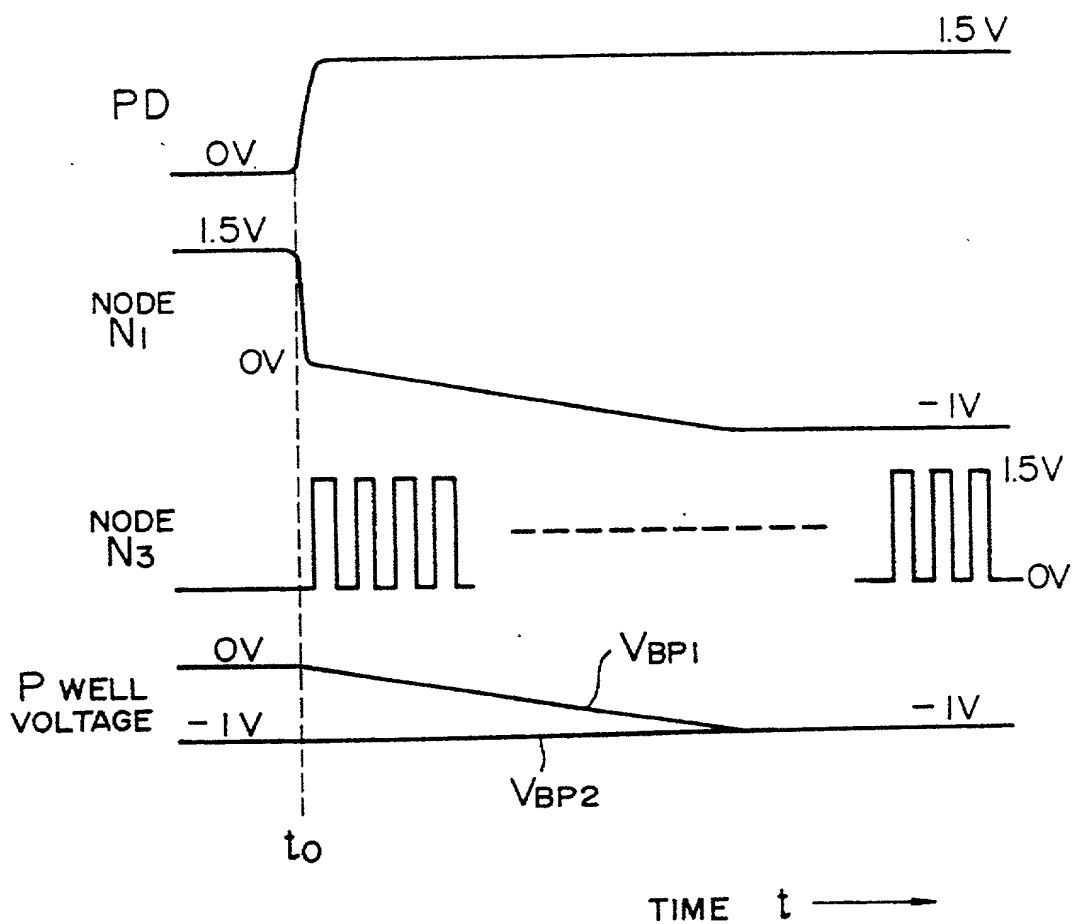 1.5V
PD
0V
1.5V
NODE
N1
0V
-1V
1.5V
NODE
N3
0V
0V
VBP1
P WELL
VOLTAGE
-1V
-1V
VBP2
t0
TIME t